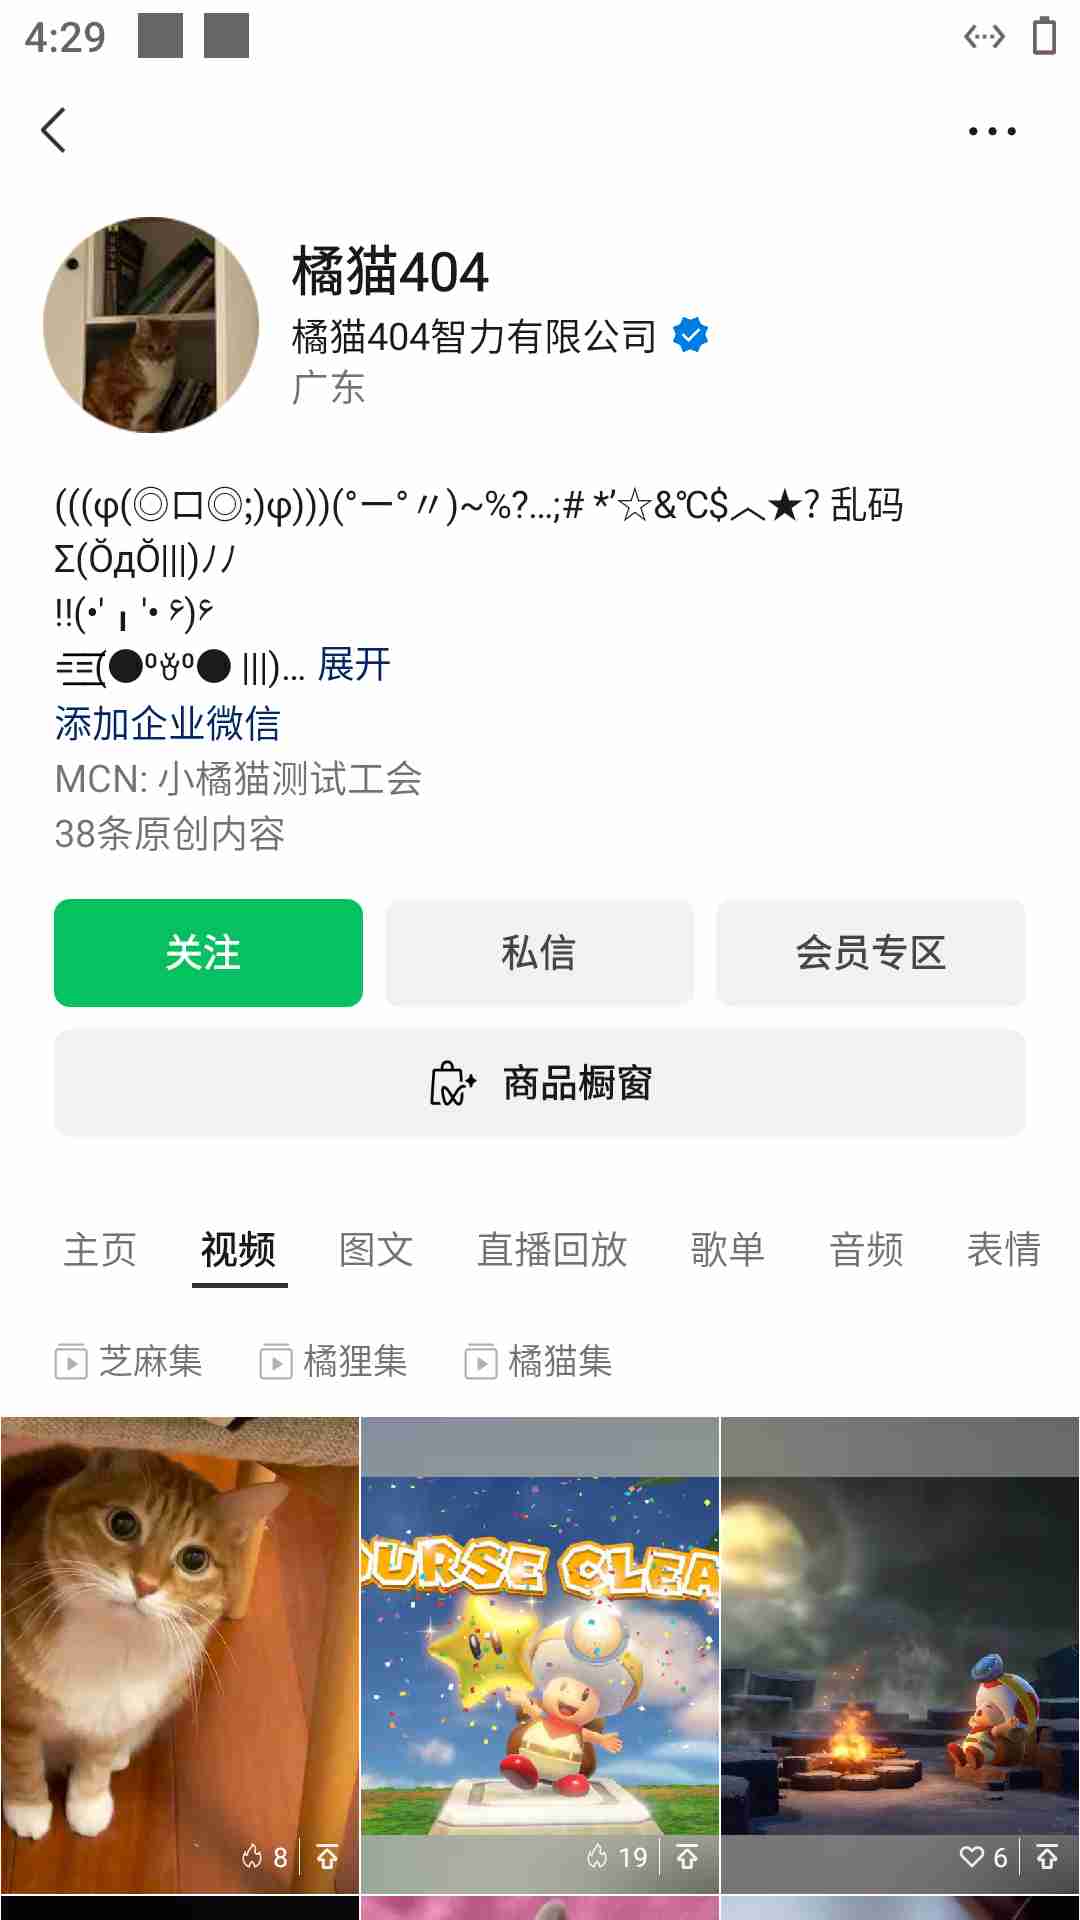 4:29
橘猫404
橘猫404智力有限公司
广东
(((φ(◎ロ◎;)φ)))(°ー°〃)~%?…;# *’☆&℃$︿★? 乱码
Σ(ŎдŎ|||)ﾉﾉ
!!(•'╻'• ۶)۶
(●⁰ꈊ⁰● |||)... 展开
添加企业微信
MCN: 小橘猫测试工会
38条原创内容
关注 私信 会员专区
商品橱窗
主页 视频 图文 直播回放 歌单 音频 表情
芝麻集 橘狸集 橘猫集
OURSE CLEA
8 19 6